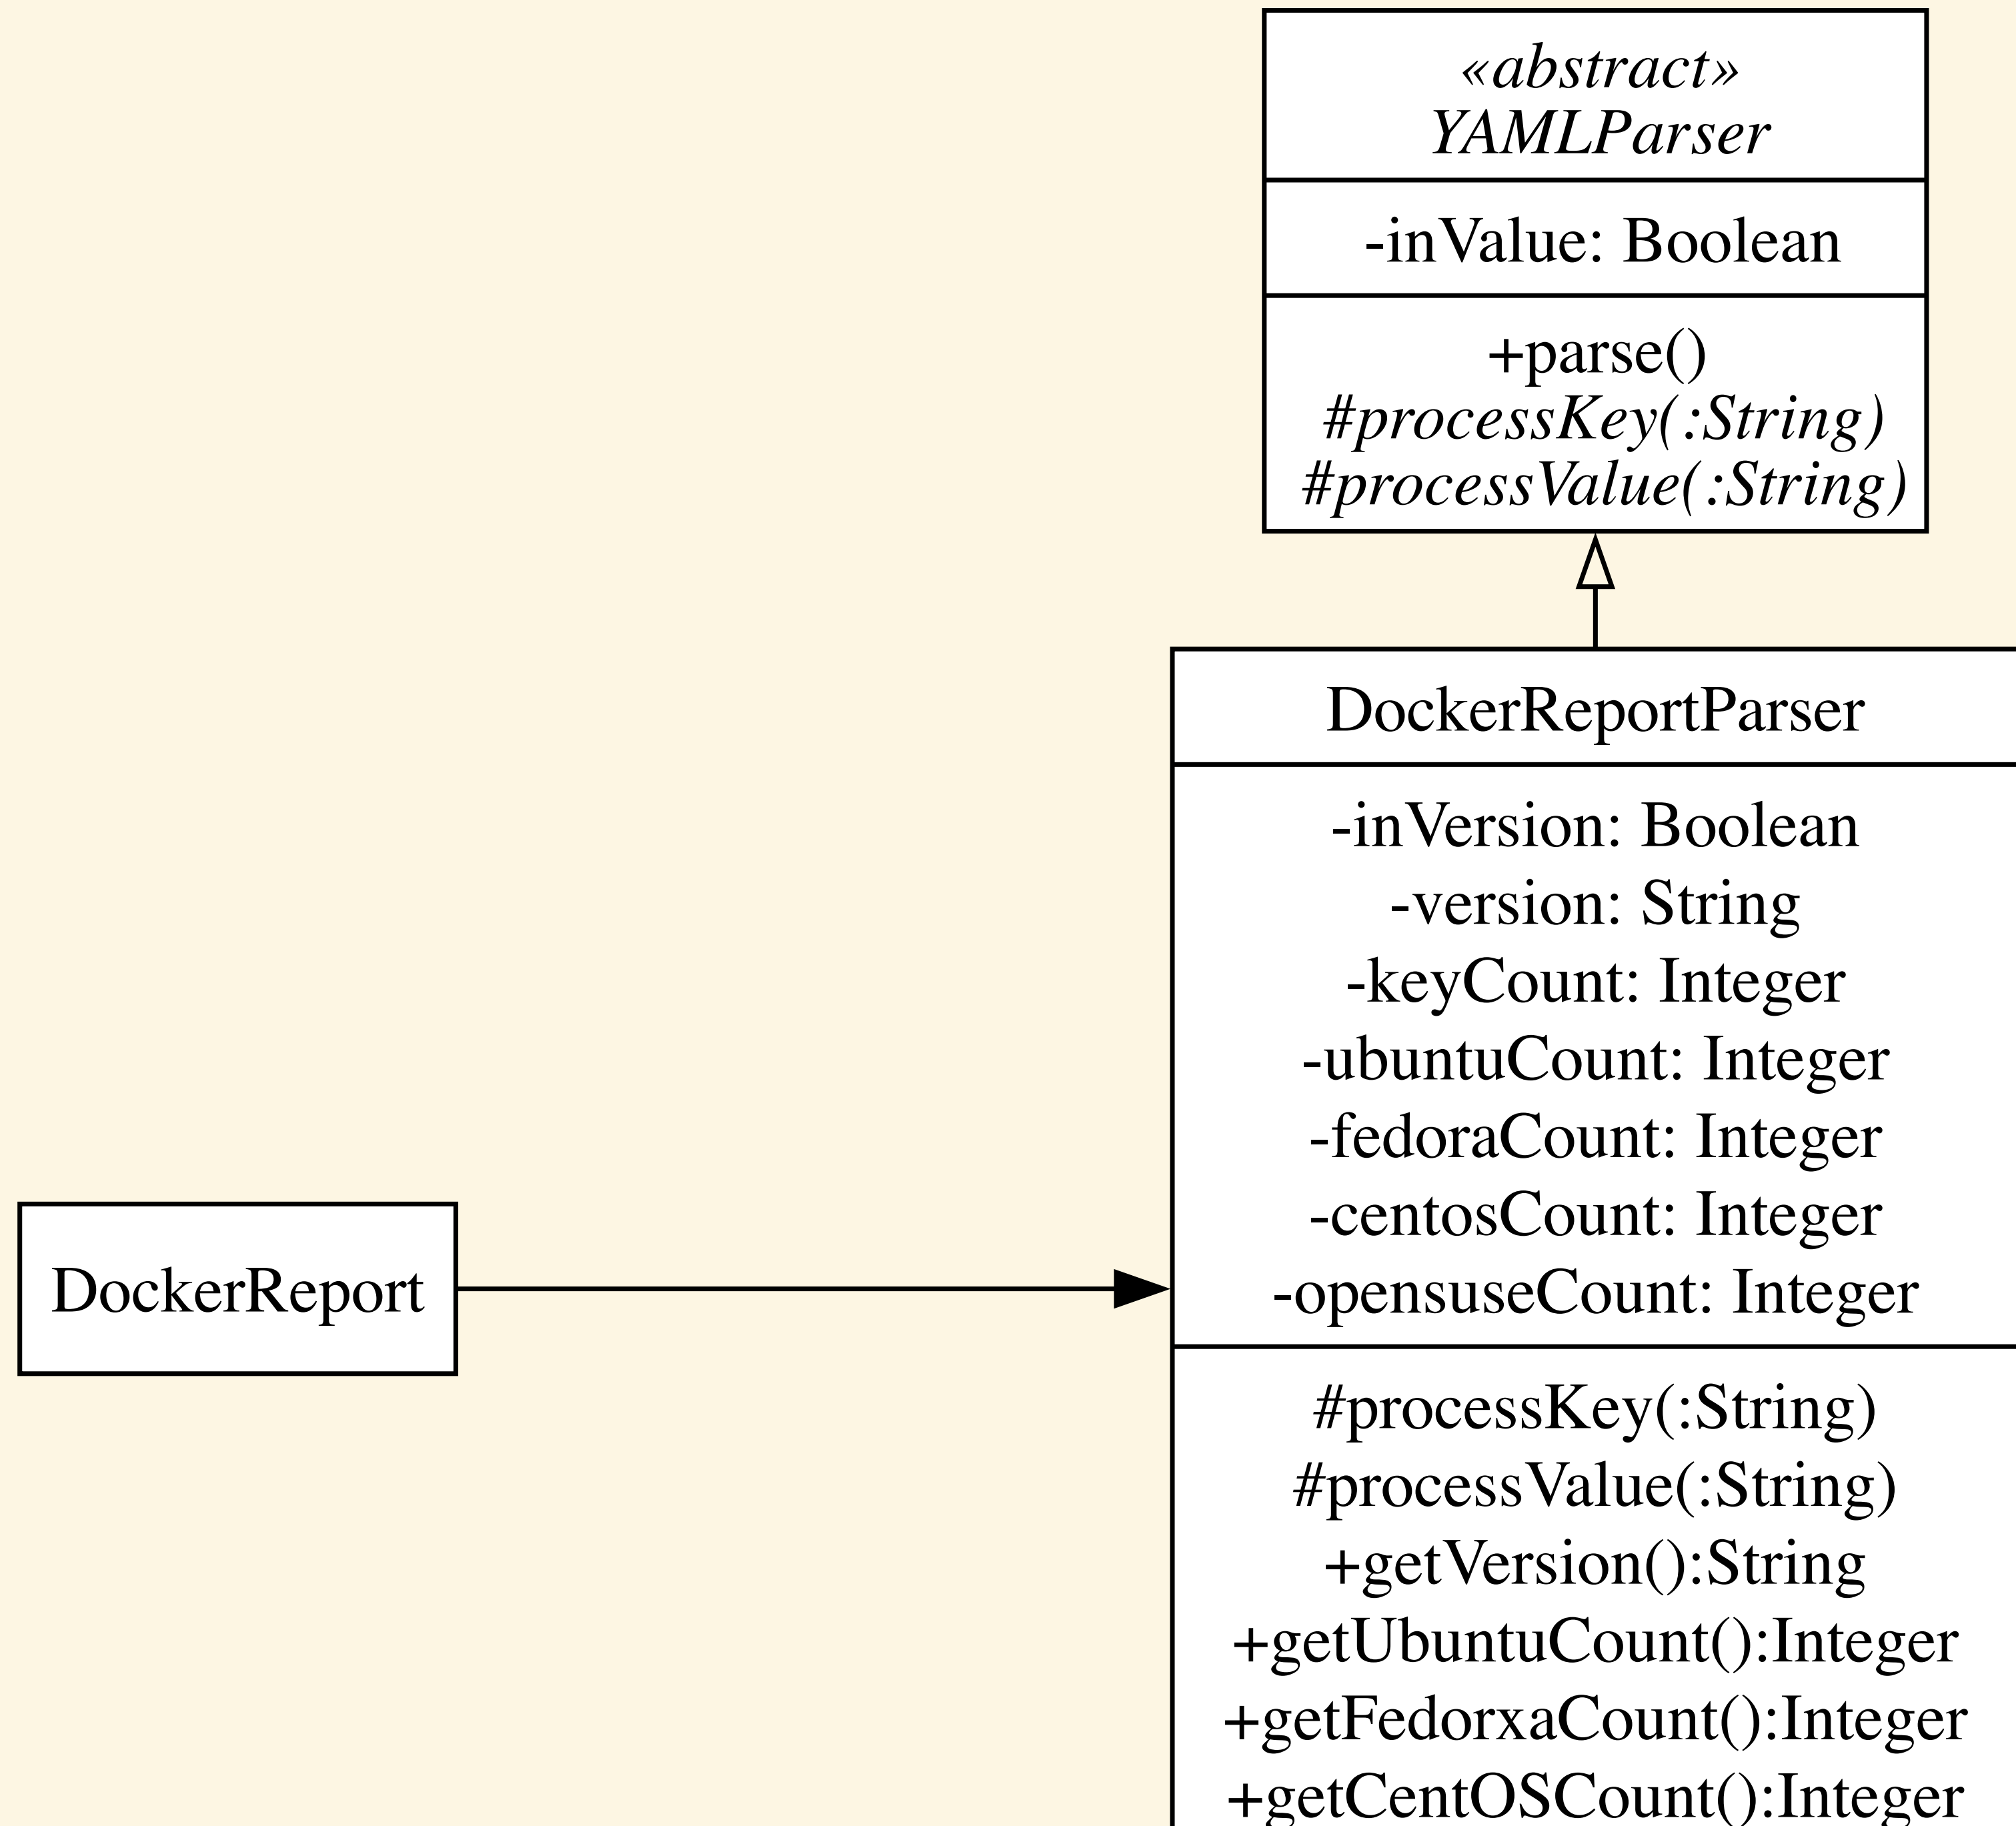 «abstract»
YAMLParser
-inValue: Boolean
+parse()
#processKey(:String)
#processValue(:String)
DockerReportParser
-inVersion: Boolean
-version: String
-keyCount: Integer
-ubuntuCount: Integer
-fedoraCount: Integer
-centosCount: Integer
-opensuseCount: Integer
DockerReport
#processKey(:String)
#processValue(:String)
+getVersion():String
+getUbuntuCount():Integer
+getFedorxaCount():Integer
+getCentOSCount():Integer